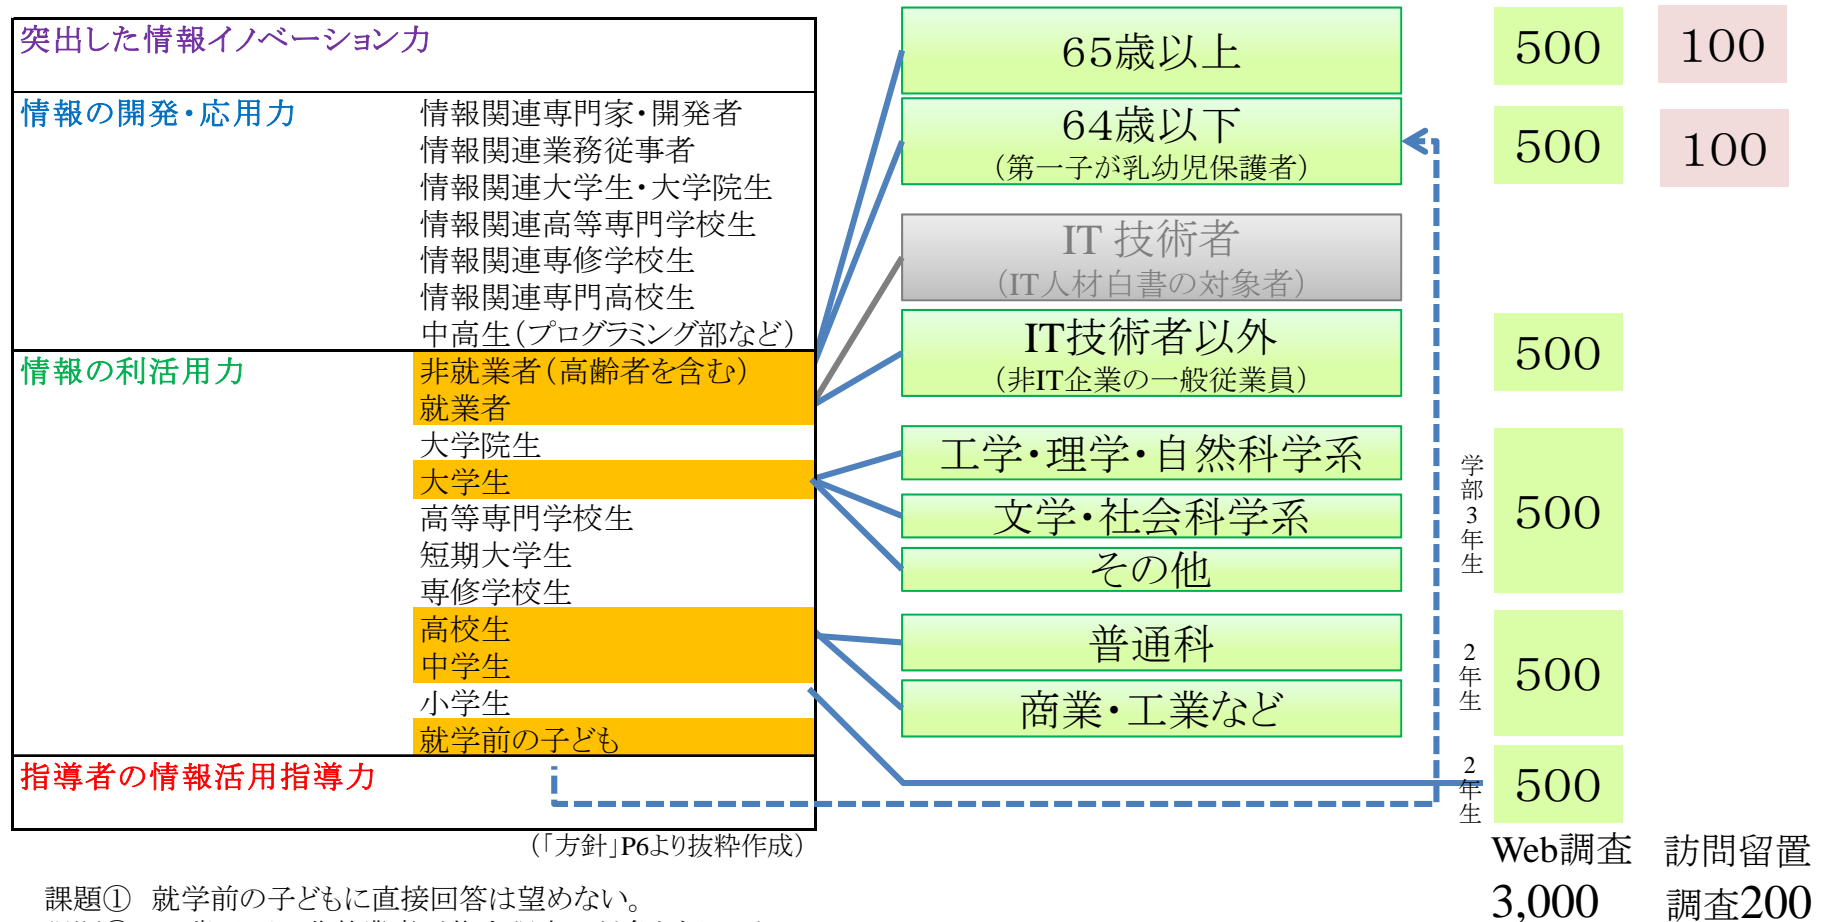 突出した情報イノベーション力
情報の開発・応用力
情報関連専門家・開発者
情報関連業務従事者
情報関連大学生・大学院生
情報関連高等専門学校生
情報関連専修学校生
情報関連専門高校生
中高生(プログラミング部など)
情報の利活用力
非就業者(高齢者を含む)
就業者
大学院生
大学生
高等専門学校生
短期大学生
専修学校生
高校生
中学生
小学生
就学前の子ども
指導者の情報活用指導力
(「方針」P6より抜粋作成)
65歳以上
500
100
64歳以下
(第一子が乳幼児保護者)
500
100
IT 技術者
(IT人材白書の対象者)
IT技術者以外
(非IT企業の一般従業員)
500
工学・理学・自然科学系
文学・社会科学系
その他
学部3年生
500
普通科
商業・工業など
2年生
500
2年生
500
Web調査
3,000
訪問留置
調査200
課題① 就学前の子どもに直接回答は望めない。